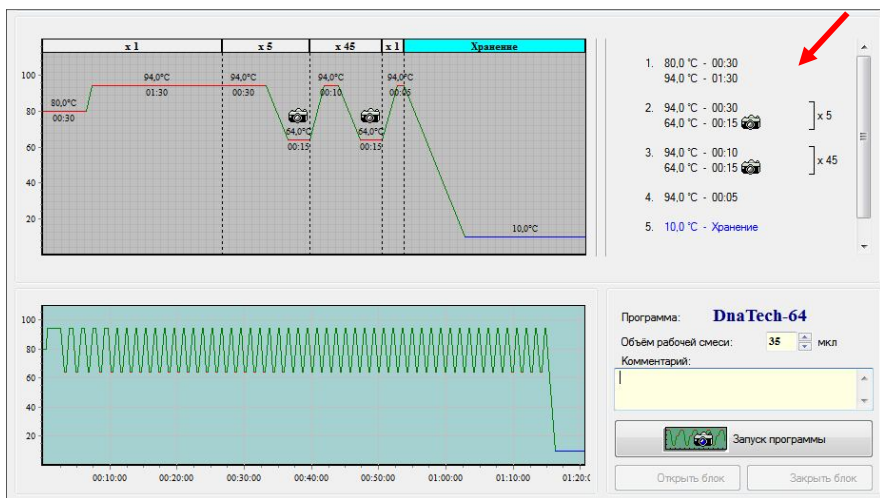 x 1 x 5 x 45 x 1 Хранение
100
80
60
40
20
80,0°C
00:30
94,0°C
01:30
94,0°C
00:30
64,0°C
00:15
94,0°C
00:10
64,0°C
00:15
94,0°C
00:05
10,0°C
1. 80,0 °C - 00:30
94,0 °C - 01:30
2. 94,0 °C - 00:30
64,0 °C - 00:15
x 5
3. 94,0 °C - 00:10
64,0 °C - 00:15
x 45
4. 94,0 °C - 00:05
5. 10,0 °C - Хранение
100
80
60
40
20
00:10:00 00:20:00 00:30:00 00:40:00 00:50:00 01:00:00 01:10:00 01:20:0
Программа: DnaTech-64
Объём рабочей смеси: 35 мкл
Комментарий:
Запуск программы
Открыть блок Закрыть блок